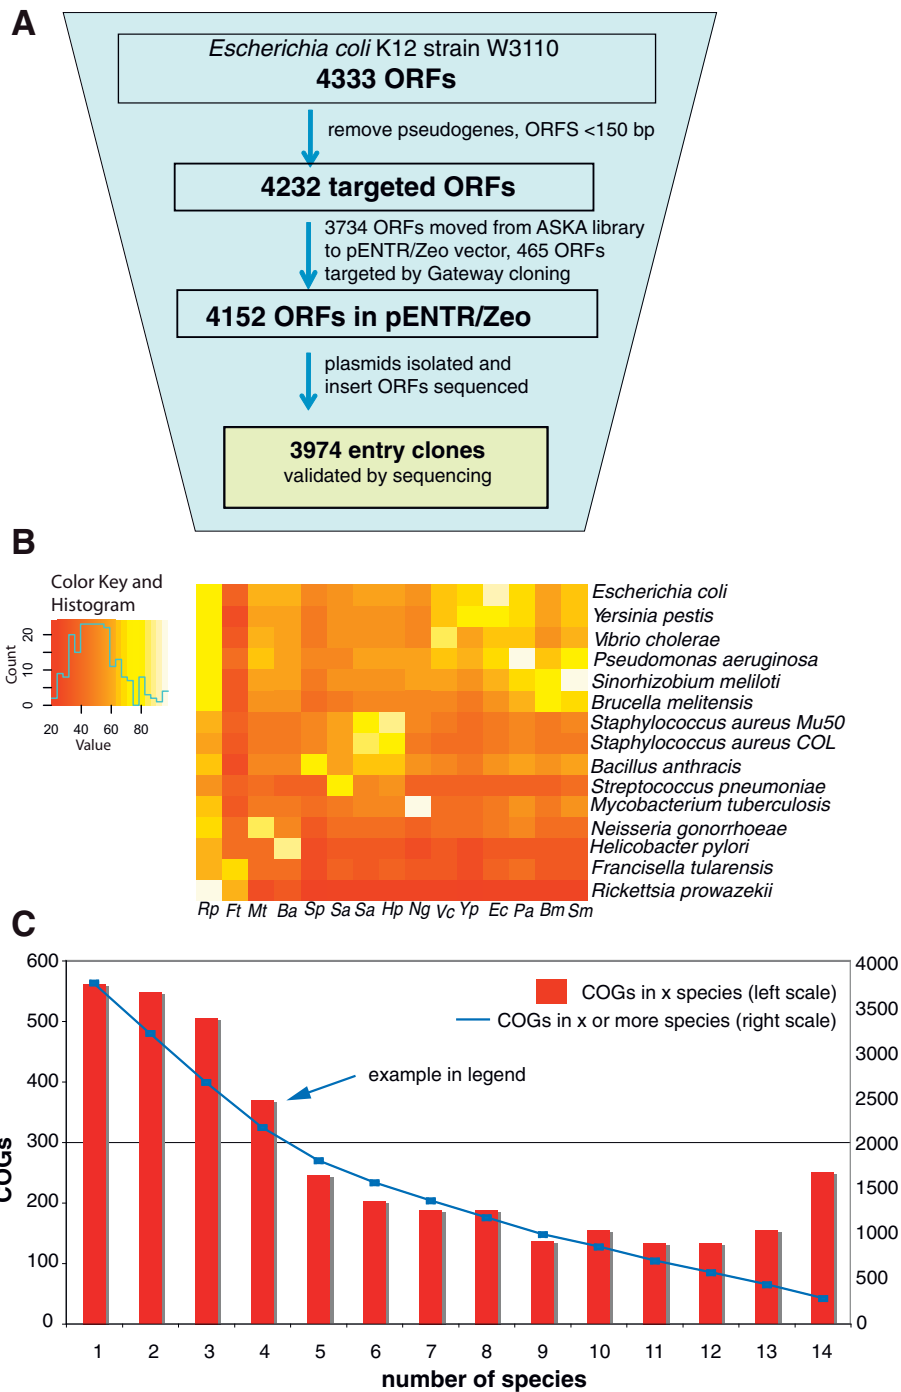 A
Escherichia coli K12 strain W3110
4333 ORFs
remove pseudogenes, ORFS <150 bp
4232 targeted ORFs
3734 ORFs moved from ASKA library
to pENTR/Zeo vector, 465 ORFs
targeted by Gateway cloning
4152 ORFs in pENTR/Zeo
plasmids isolated and
insert ORFs sequenced
3974 entry clones
validated by sequencing
B
Color Key and
Histogram
Count
0 10 20
20 40 60 80
Value
Escherichia coli
Yersinia pestis
Vibrio cholerae
Pseudomonas aeruginosa
Sinorhizobium meliloti
Brucella melitensis
Staphylococcus aureus Mu50
Staphylococcus aureus COL
Bacillus anthracis
Streptococcus pneumoniae
Mycobacterium tuberculosis
Neisseria gonorrhoeae
Helicobacter pylori
Francisella tularensis
Rickettsia prowazekii
Rp Ft Mt Ba Sp Sa Sa Hp Ng Vc Yp Ec Pa Bm Sm
C
600
500
400
300
200
100
0
COGs
COGs in x species (left scale)
COGs in x or more species (right scale)
example in legend
4000
3500
3000
2500
2000
1500
1000
500
0
1 2 3 4 5 6 7 8 9 10 11 12 13 14
number of species